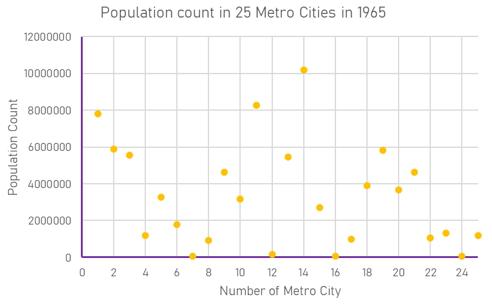 Population count in 25 Metro Cities in 1965
12000000
10000000
8000000
6000000
4000000
2000000
0
0 2 4 6 8 10 12 14 16 18 20 22 24
Population Count
Number of Metro City